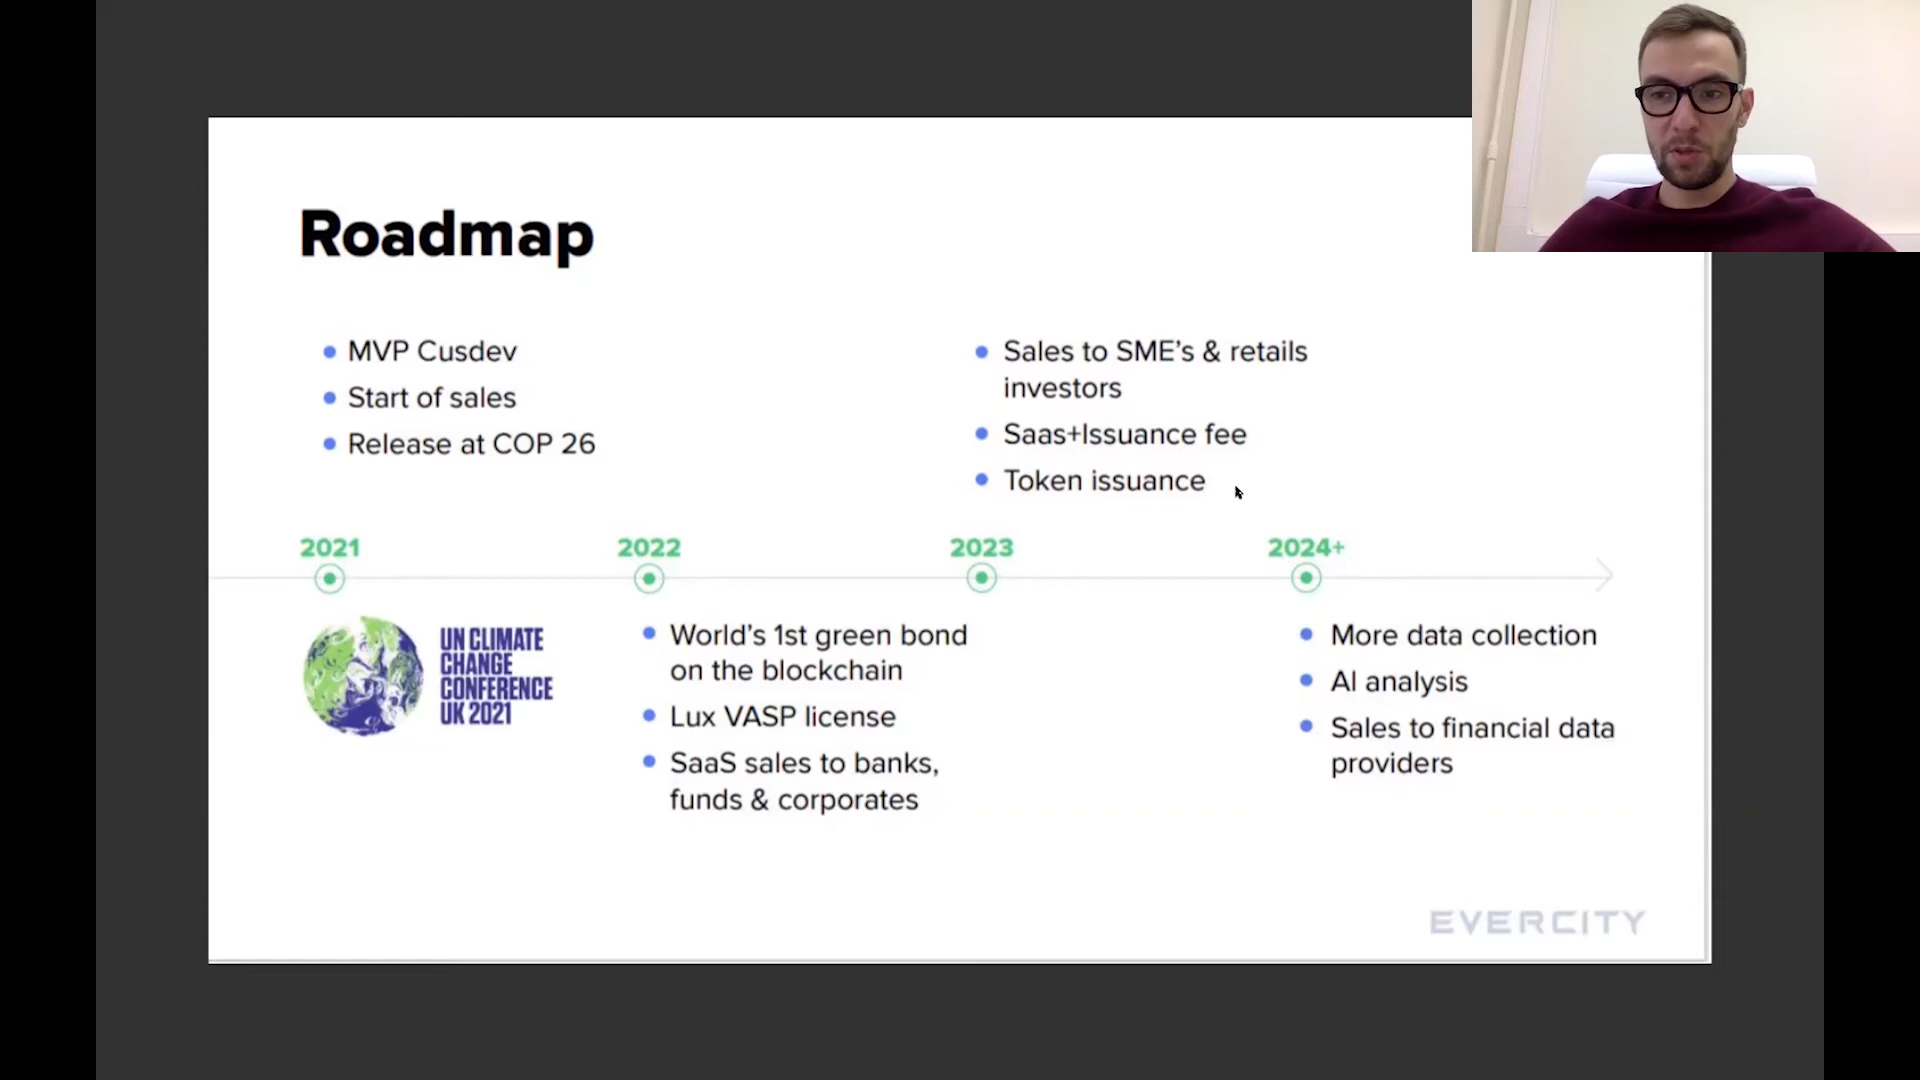 Roadmap
MVP Cusdev
Start of sales
Release at COP 26
Sales to SME's & retails
investors
Saas+Issuance fee
Token issuance
2021
2022
2023
2024+
UN CLIMATE
CHANGE
CONFERENCE
UK 2021
World's 1st green bond
on the blockchain
Lux VASP license
SaaS sales to banks,
funds & corporates
More data collection
AI analysis
Sales to financial data
providers
EVERCITY